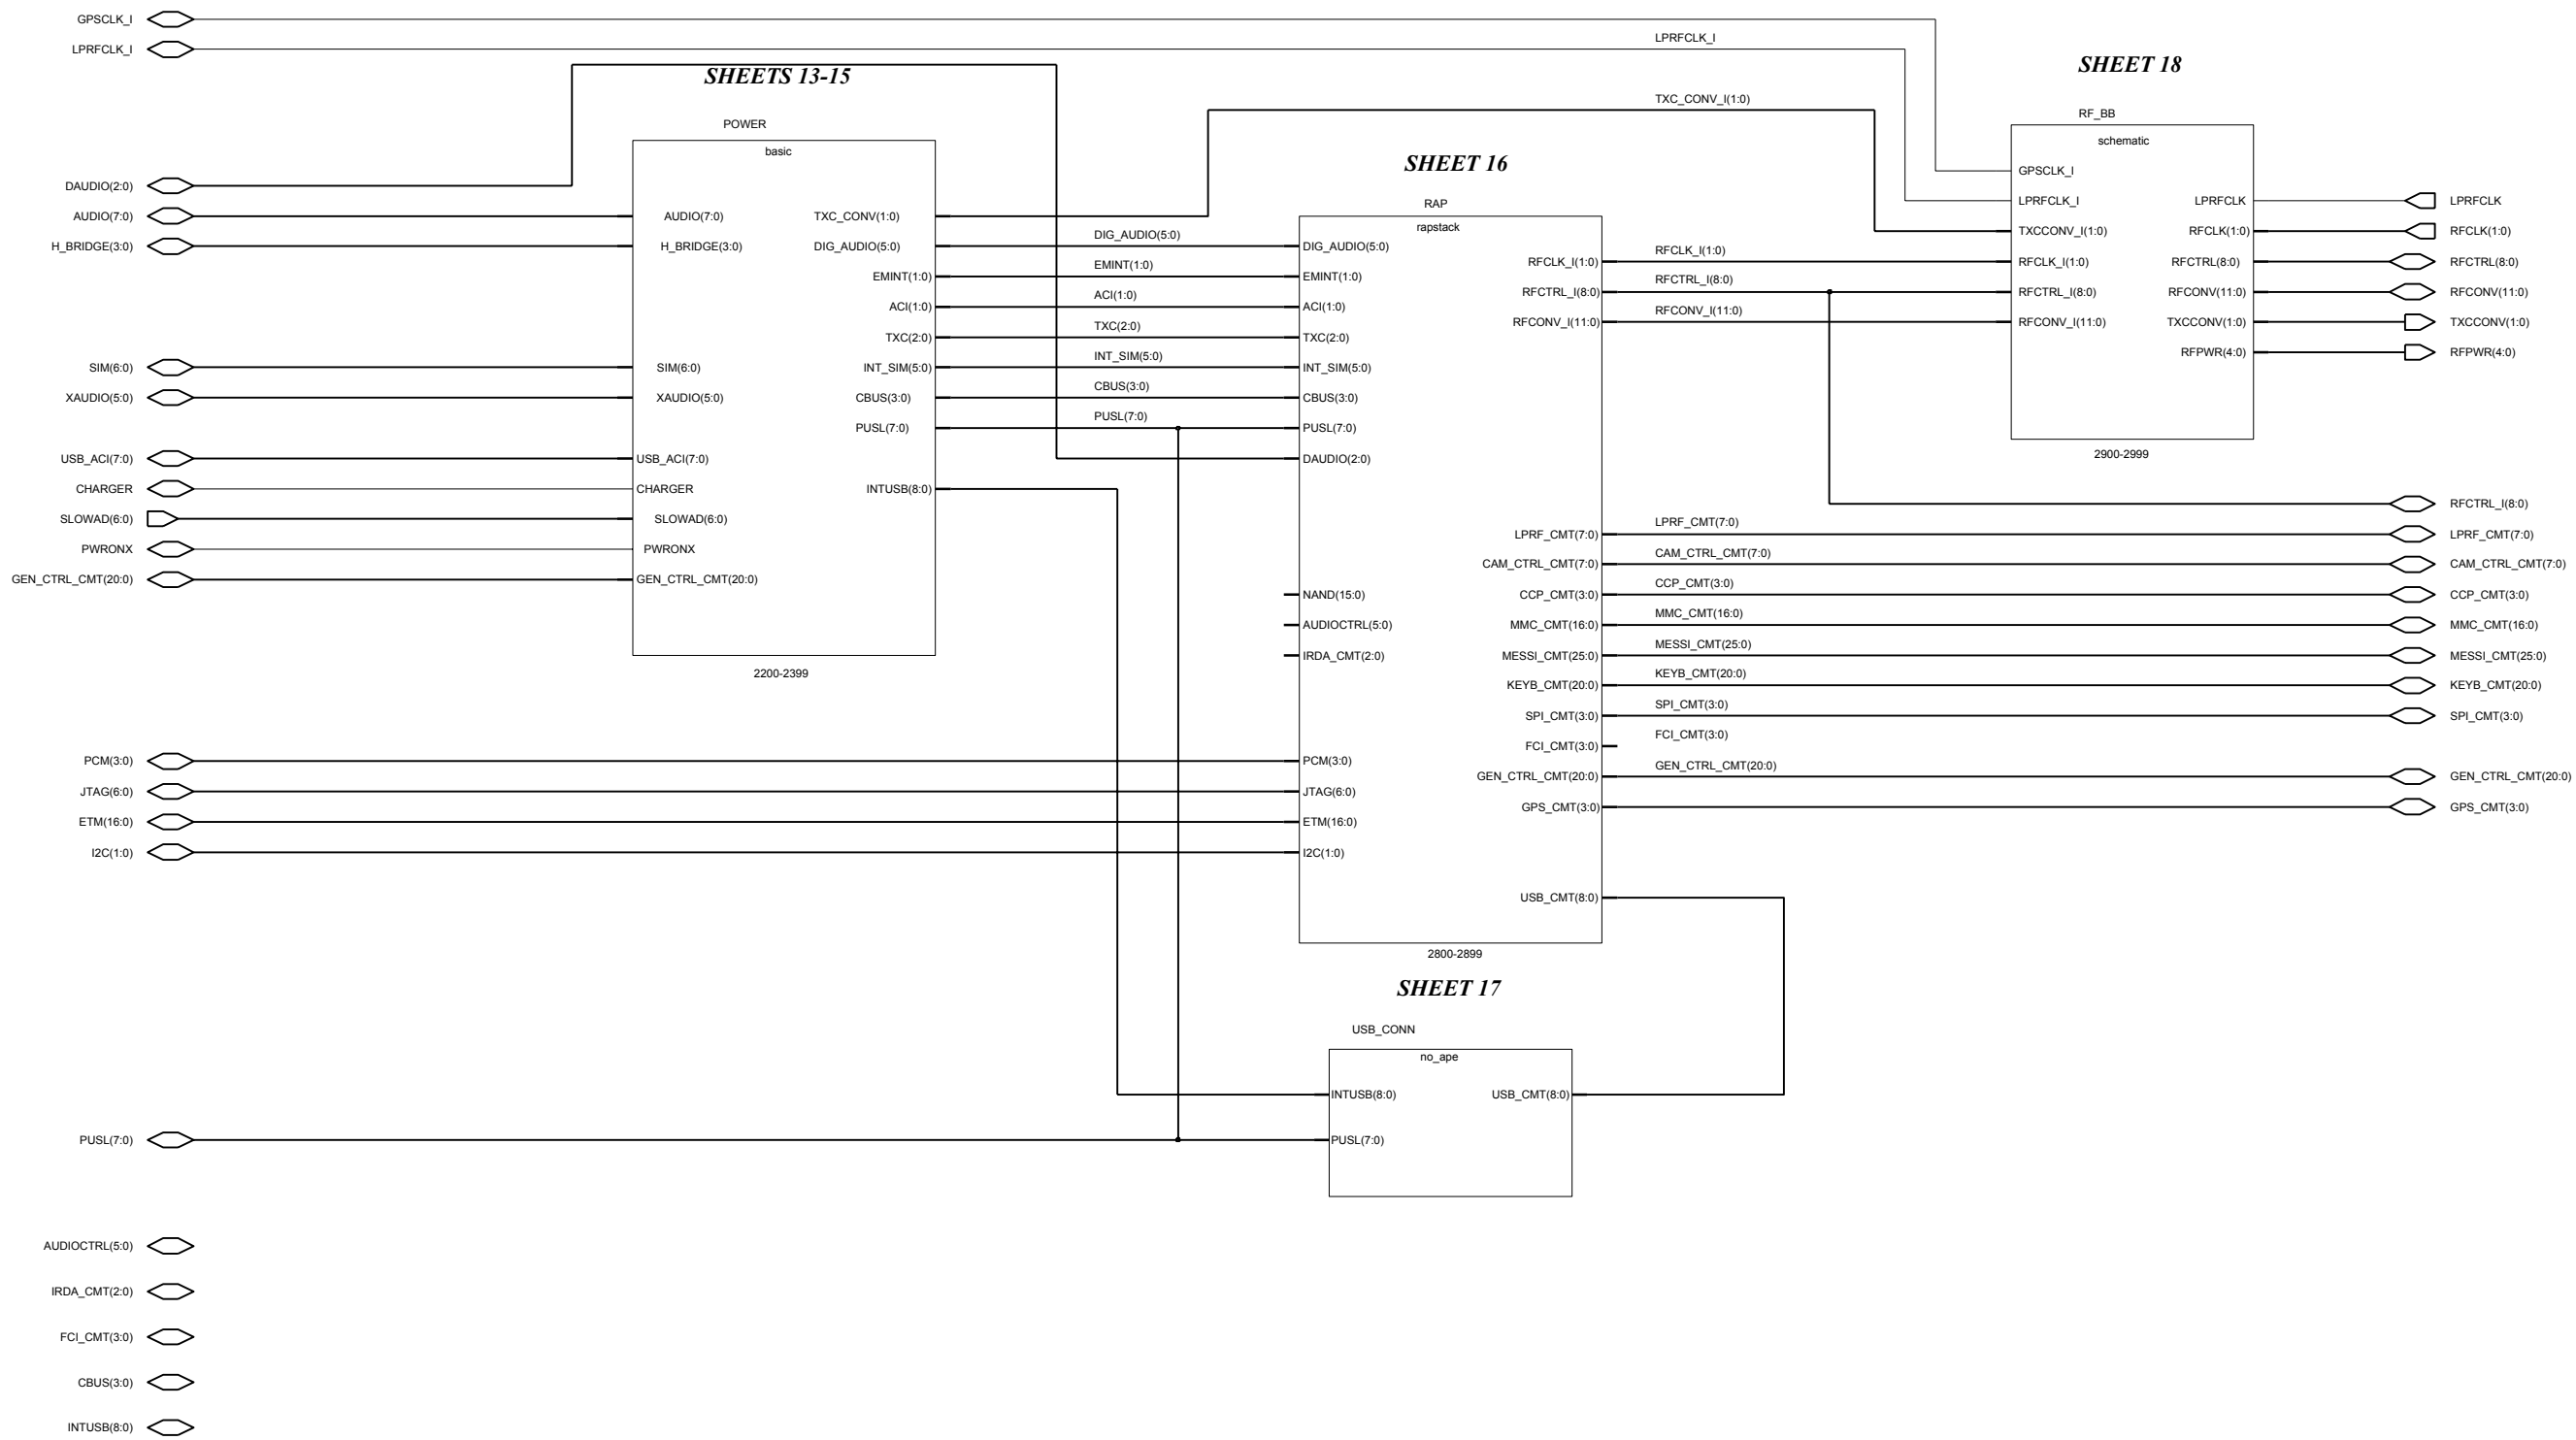 GPSCLK_I
LPRFCLK_I
LPRFCLK_I
SHEETS 13-15
SHEET 18
TXC_CONV_I(1:0)
POWER
RF_BB
basic
schematic
SHEET 16
GPSCLK_I
DAUDIO(2:0)
LPRFCLK_I
LPRFCLK
LPRFCLK
RAP
AUDIO(7:0)
AUDIO(7:0)
TXC_CONV(1:0)
rapstack
TXCCONV_I(1:0)
RFCLK(1:0)
RFCLK(1:0)
H_BRIDGE(3:0)
H_BRIDGE(3:0)
DIG_AUDIO(5:0)
DIG_AUDIO(5:0)
DIG_AUDIO(5:0)
RFCLK_I(1:0)
RFCLK_I(1:0)
RFCLK_I(1:0)
RFCTRL(8:0)
RFCTRL(8:0)
EMINT(1:0)
EMINT(1:0)
EMINT(1:0)
RFCTRL_I(8:0)
RFCTRL_I(8:0)
RFCTRL_I(8:0)
RFCONV(11:0)
RFCONV(11:0)
ACI(1:0)
ACI(1:0)
ACI(1:0)
RFCONV_I(11:0)
RFCONV_I(11:0)
RFCONV_I(11:0)
TXCCONV(1:0)
TXCCONV(1:0)
TXC(2:0)
TXC(2:0)
TXC(2:0)
RFPWR(4:0)
RFPWR(4:0)
SIM(6:0)
SIM(6:0)
INT_SIM(5:0)
INT_SIM(5:0)
INT_SIM(5:0)
XAUDIO(5:0)
XAUDIO(5:0)
CBUS(3:0)
CBUS(3:0)
CBUS(3:0)
PUSL(7:0)
PUSL(7:0)
PUSL(7:0)
2900-2999
USB_ACI(7:0)
USB_ACI(7:0)
DAUDIO(2:0)
CHARGER
CHARGER
INTUSB(8:0)
RFCTRL_I(8:0)
SLOWAD(6:0)
SLOWAD(6:0)
LPRF_CMT(7:0)
LPRF_CMT(7:0)
LPRF_CMT(7:0)
PWRONX
PWRONX
CAM_CTRL_CMT(7:0)
CAM_CTRL_CMT(7:0)
CAM_CTRL_CMT(7:0)
GEN_CTRL_CMT(20:0)
GEN_CTRL_CMT(20:0)
NAND(15:0)
CCP_CMT(3:0)
CCP_CMT(3:0)
CCP_CMT(3:0)
AUDIOCTRL(5:0)
MMC_CMT(16:0)
MMC_CMT(16:0)
MMC_CMT(16:0)
IRDA_CMT(2:0)
MESSI_CMT(25:0)
MESSI_CMT(25:0)
MESSI_CMT(25:0)
2200-2399
KEYB_CMT(20:0)
KEYB_CMT(20:0)
KEYB_CMT(20:0)
SPI_CMT(3:0)
SPI_CMT(3:0)
SPI_CMT(3:0)
FCI_CMT(3:0)
FCI_CMT(3:0)
PCM(3:0)
PCM(3:0)
GEN_CTRL_CMT(20:0)
GEN_CTRL_CMT(20:0)
GEN_CTRL_CMT(20:0)
JTAG(6:0)
JTAG(6:0)
GPS_CMT(3:0)
GPS_CMT(3:0)
ETM(16:0)
ETM(16:0)
I2C(1:0)
I2C(1:0)
USB_CMT(8:0)
2800-2899
SHEET 17
USB_CONN
no_ape
INTUSB(8:0)
USB_CMT(8:0)
PUSL(7:0)
PUSL(7:0)
AUDIOCTRL(5:0)
IRDA_CMT(2:0)
FCI_CMT(3:0)
CBUS(3:0)
INTUSB(8:0)